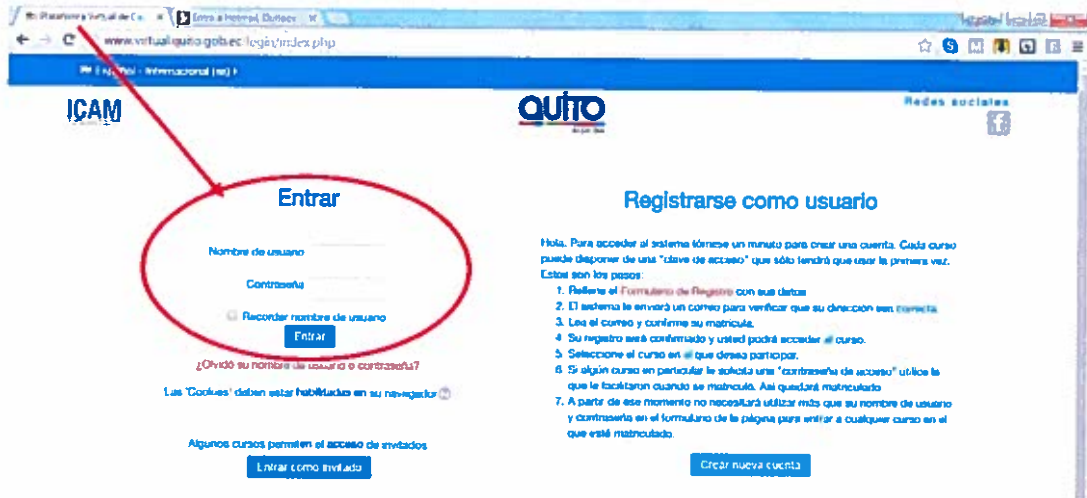 Entra a Hotmail, Outlook
www.virtual.quito.gob.ec/login/index.php
Español - Internacional (es)
ICAM
QUITO
Redes sociales
f
Entrar
Nombre de usuario
Contraseña
Recordar nombre de usuario
Entrar
¿Olvidó su nombre de usuario o contraseña?
Las 'Cookies' deben estar habilitadas en su navegador
Algunos cursos permiten el acceso de invitados
Entrar como invitado
Registrarse como usuario
Hola. Para acceder al sistema tómese un minuto para crear una cuenta. Cada curso
puede disponer de una "clave de acceso" que sólo tendrá que usar la primera vez.
Estos son los pasos:
1. Rellene el Formulario de Registro con sus datos
2. El sistema le enviará un correo para verificar que su dirección sea correcta.
3. Lea el correo y confirme su matrícula.
4 Su registro será confirmado y usted podrá acceder al curso.
5 Seleccione el curso en el que desea participar.
6. Si algún curso en particular le solicita una "contraseña de acceso" utilice la
que le facilitaron cuando se matriculó. Así quedará matriculado
7. A partir de ese momento no necesitará utilizar más que su nombre de usuario
y contraseña en el formulario de la página para entrar a cualquier curso en el
que esté matriculado.
Crear nueva cuenta